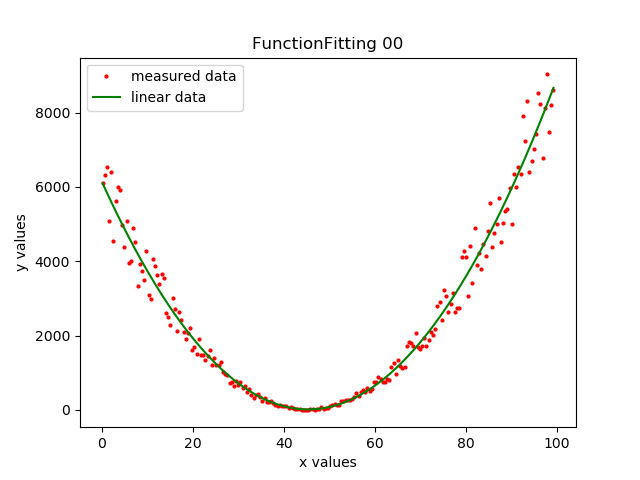 FunctionFitting 00
measured data
linear data
8000
6000
4000
2000
0
y values
0 20 40 60 80 100
x values